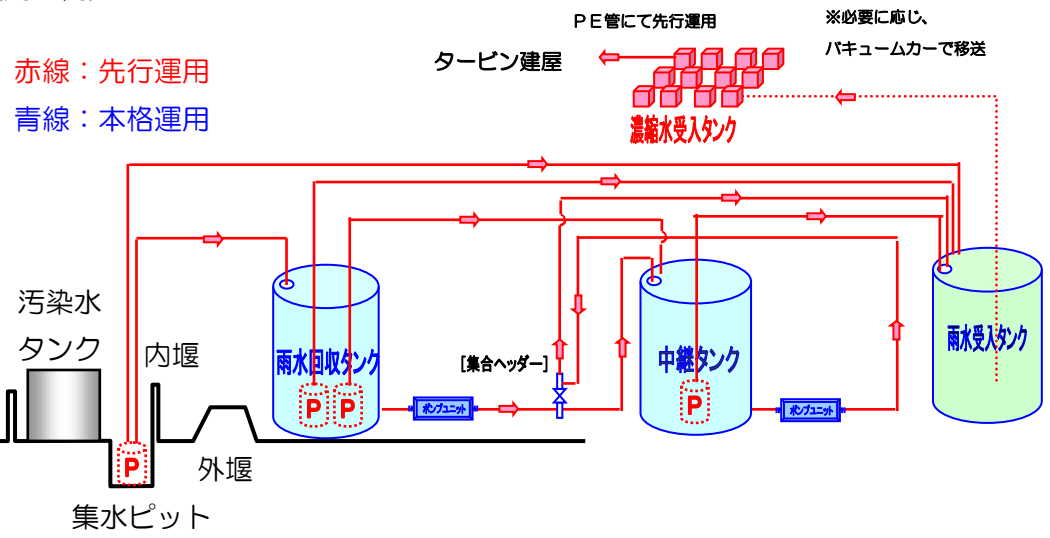 PE管にて先行運用
※必要に応じ、
バキュームカーで移送
タービン建屋
赤線：先行運用
青線：本格運用
濃縮水受入タンク
汚染水
タンク
内堰
雨水回収タンク
[集合ヘッダー]
中継タンク
雨水受入タンク
ポンプユニット
ポンプユニット
P
P
P
P
外堰
集水ピット